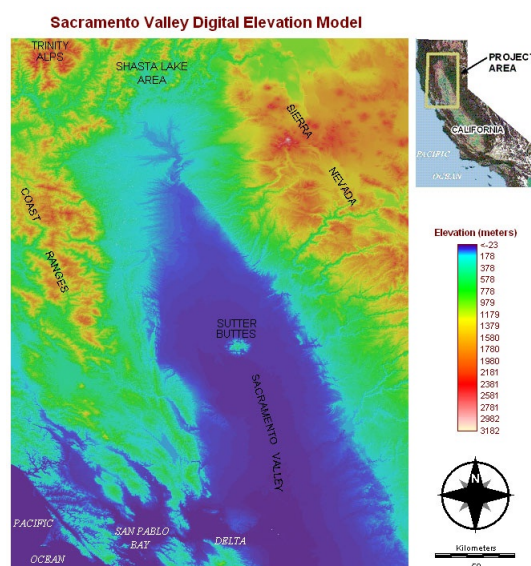 Sacramento Valley Digital Elevation Model
TRINITY
ALPS
SHASTA LAKE
AREA
SIERRA
NEVADA
COAST
RANGES
SUTTER
BUTTES
SACRAMENTO VALLEY
PACIFIC
OCEAN
SAN PABLO
BAY
DELTA
PROJECT
AREA
CALIFORNIA
PACIFIC
OCEAN
Elevation (meters)
<-23
178
378
578
778
979
1179
1379
1580
1780
1980
2181
2381
2581
2781
2982
3182
N
Kilometers